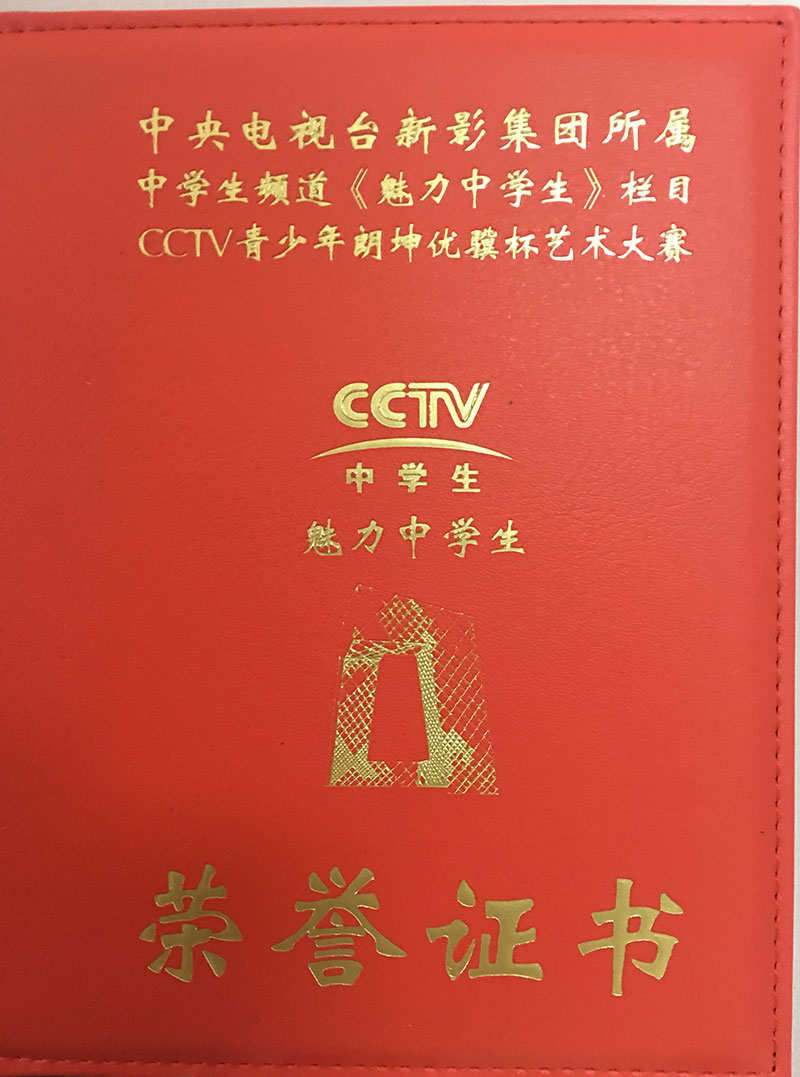 中央电视台新影集团所属
中学生频道《魅力中学生》栏目
CCTV青少年朗坤优骥杯艺术大赛
CCTV
中学生
魅力中学生
荣誉证书